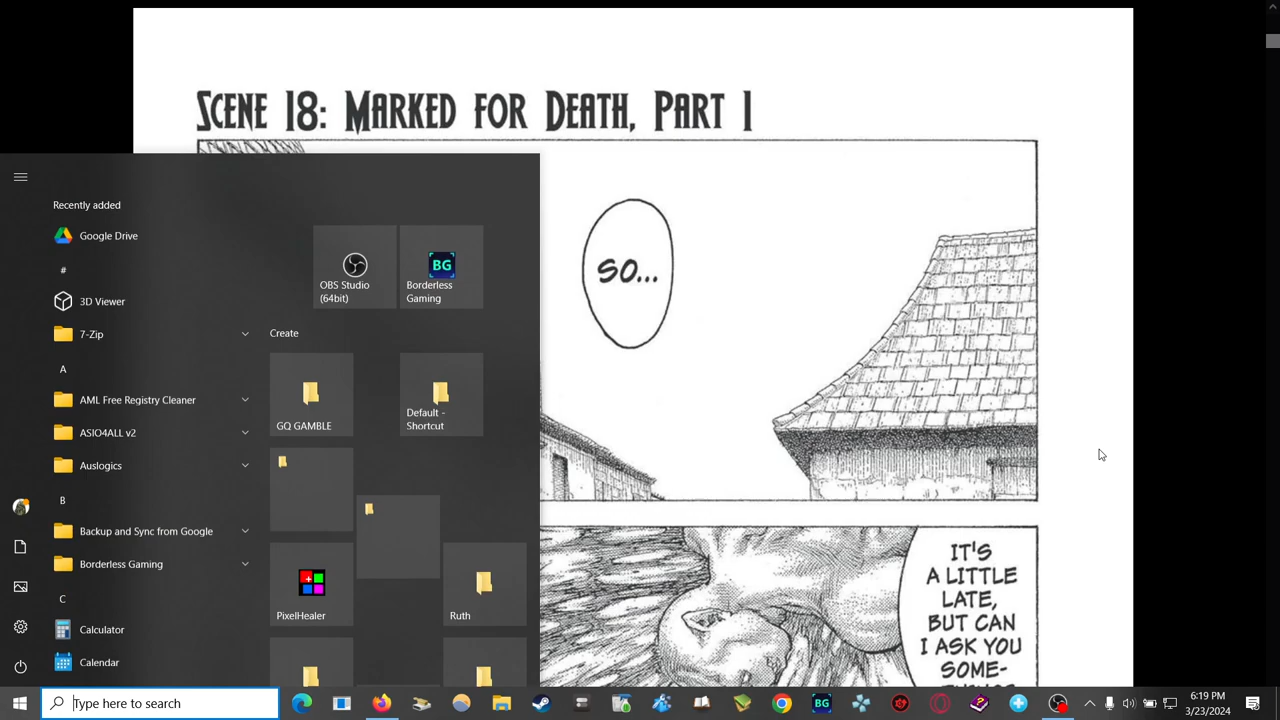 SCENE 18: MARKED FOR DEATH, PART 1
SO...
IT'S
A LITTLE
LATE,
BUT CAN
I ASK YOU
SOME-
Recently added
Google Drive
#
3D Viewer
7-Zip
A
AML Free Registry Cleaner
ASIO4ALL v2
Auslogics
B
Backup and Sync from Google
Borderless Gaming
C
Calculator
Calendar
OBS Studio
(64bit)
BG
Borderless
Gaming
Create
GQ GAMBLE
Default -
Shortcut
PixelHealer
Ruth
Type here to search
BG
6:19 PM
3/23/2024